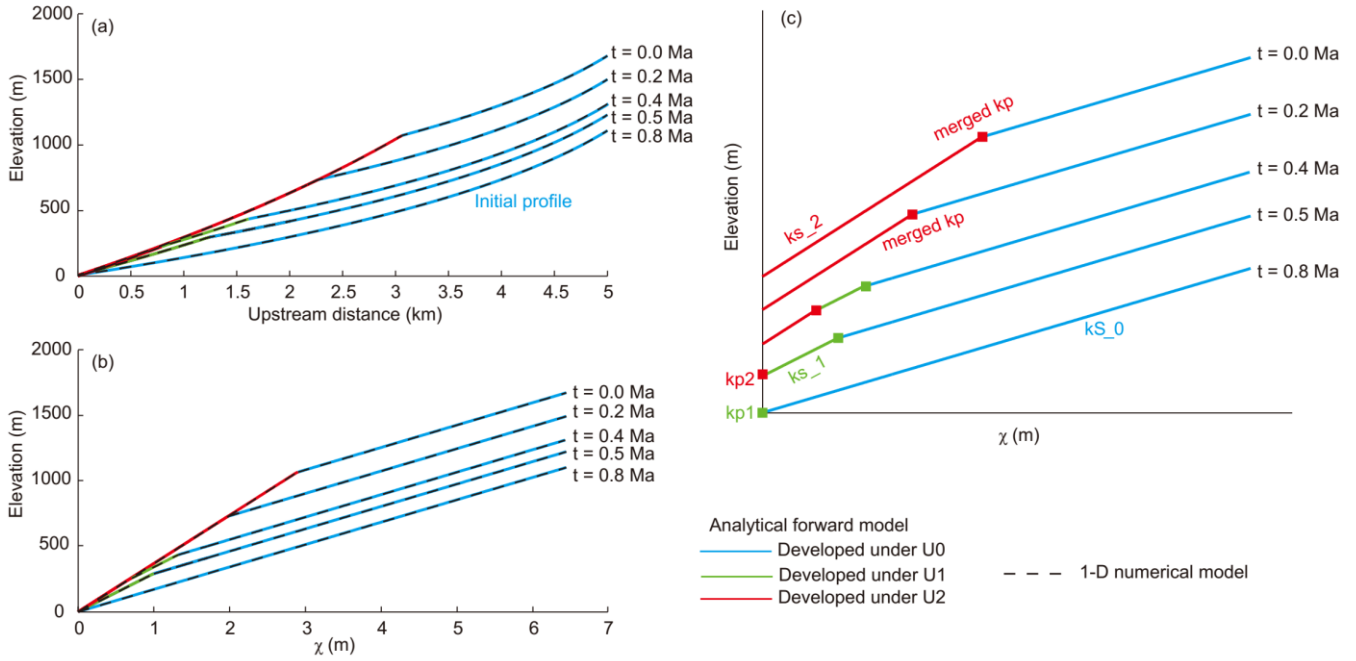 (a)
Elevation (m)
2000
1500
1000
500
0
0 0.5 1 1.5 2 2.5 3 3.5 4 4.5 5
Upstream distance (km)
t = 0.0 Ma
t = 0.2 Ma
t = 0.4 Ma
t = 0.5 Ma
t = 0.8 Ma
Initial profile
(b)
Elevation (m)
2000
1500
1000
500
0
0 1 2 3 4 5 6 7
χ (m)
t = 0.0 Ma
t = 0.2 Ma
t = 0.4 Ma
t = 0.5 Ma
t = 0.8 Ma
(c)
Elevation (m)
χ (m)
t = 0.0 Ma
t = 0.2 Ma
t = 0.4 Ma
t = 0.5 Ma
t = 0.8 Ma
merged kp
ks_2
merged kp
kS_0
ks_1
kp2
kp1
Analytical forward model
Developed under U0
Developed under U1
Developed under U2
1-D numerical model